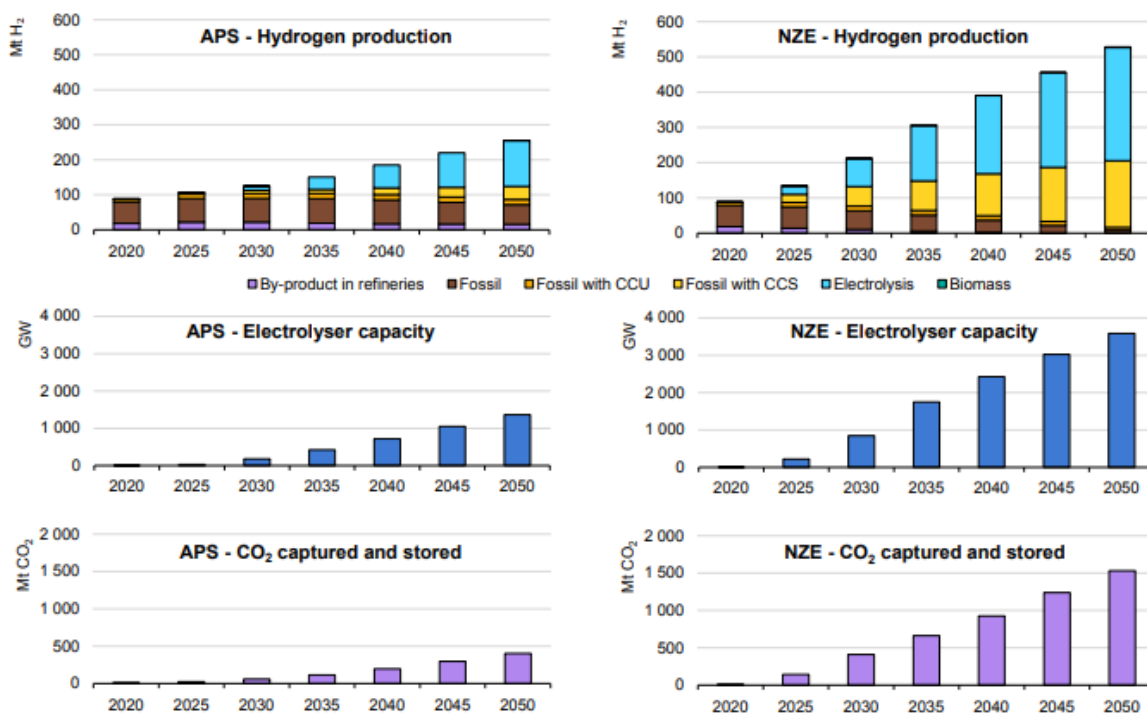 APS - Hydrogen production
Mt H₂
600
500
400
300
200
100
0
2020 2025 2030 2035 2040 2045 2050
NZE - Hydrogen production
Mt H₂
600
500
400
300
200
100
0
2020 2025 2030 2035 2040 2045 2050
By-product in refineries Fossil Fossil with CCU Fossil with CCS Electrolysis Biomass
APS - Electrolyser capacity
GW
4 000
3 000
2 000
1 000
0
2020 2025 2030 2035 2040 2045 2050
NZE - Electrolyser capacity
GW
4 000
3 000
2 000
1 000
0
2020 2025 2030 2035 2040 2045 2050
APS - CO₂ captured and stored
Mt CO₂
2 000
1 500
1 000
500
0
2020 2025 2030 2035 2040 2045 2050
NZE - CO₂ captured and stored
Mt CO₂
2 000
1 500
1 000
500
0
2020 2025 2030 2035 2040 2045 2050